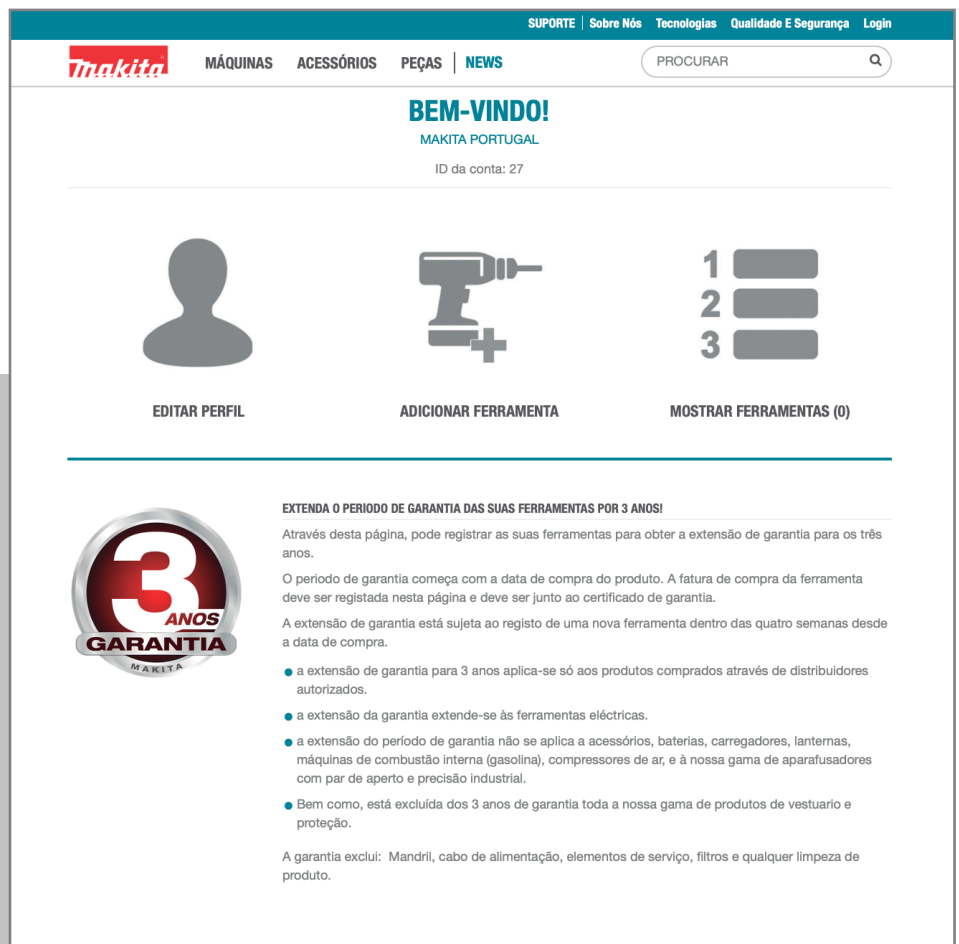 SUPORTE Sobre Nós Tecnologias Qualidade E Segurança Login
Makita MÁQUINAS ACESSÓRIOS PEÇAS NEWS PROCURAR
BEM-VINDO!
MAKITA PORTUGAL
ID da conta: 27
1
2
3
EDITAR PERFIL ADICIONAR FERRAMENTA MOSTRAR FERRAMENTAS (0)
3
ANOS
GARANTIA
MAKITA
EXTENDA O PERIODO DE GARANTIA DAS SUAS FERRAMENTAS POR 3 ANOS!
Através desta página, pode registrar as suas ferramentas para obter a extensão de garantia para os três
anos.
O periodo de garantia começa com a data de compra do produto. A fatura de compra da ferramenta
deve ser registada nesta página e deve ser junto ao certificado de garantia.
A extensão de garantia está sujeita ao registo de uma nova ferramenta dentro das quatro semanas desde
a data de compra.
a extensão de garantia para 3 anos aplica-se só aos produtos comprados através de distribuidores
autorizados.
a extensão da garantia extende-se às ferramentas eléctricas.
a extensão do período de garantia não se aplica a acessórios, baterias, carregadores, lanternas,
máquinas de combustão interna (gasolina), compressores de ar, e à nossa gama de aparafusadores
com par de aperto e precisão industrial.
Bem como, está excluída dos 3 anos de garantia toda a nossa gama de produtos de vestuario e
proteção.
A garantia exclui: Mandril, cabo de alimentação, elementos de serviço, filtros e qualquer limpeza de
produto.